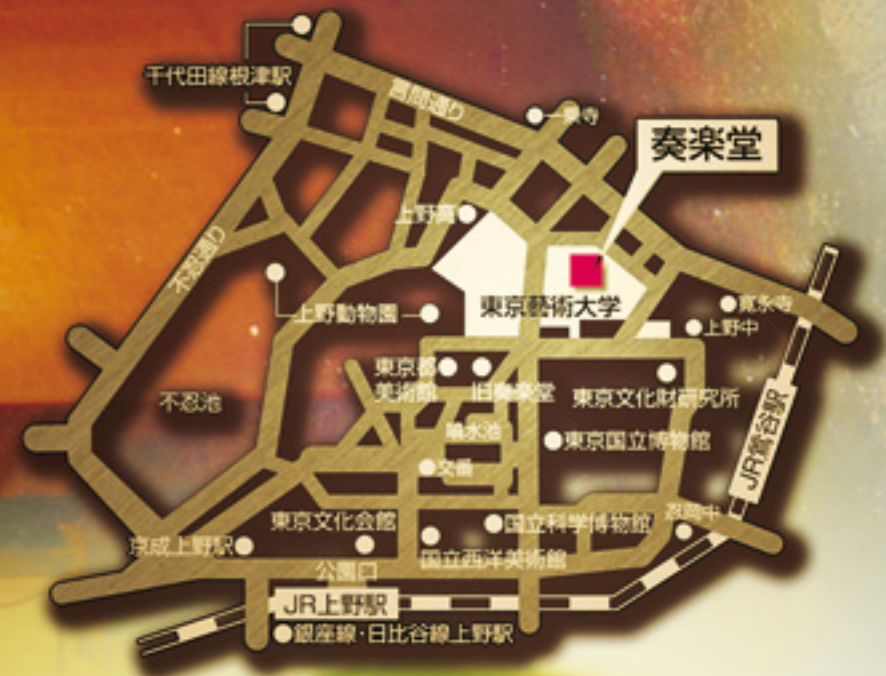 千代田線根津駅
言問通り
奏楽堂
上野高
不忍通り
上野動物園
東京藝術大学
寛永寺
上野中
東京都
美術館
旧奏楽堂
東京文化財研究所
不忍池
噴水池
東京国立博物館
JR鶯谷駅
交番
東京文化会館
国立科学博物館
忍岡中
京成上野駅
国立西洋美術館
公園口
JR上野駅
銀座線・日比谷線上野駅